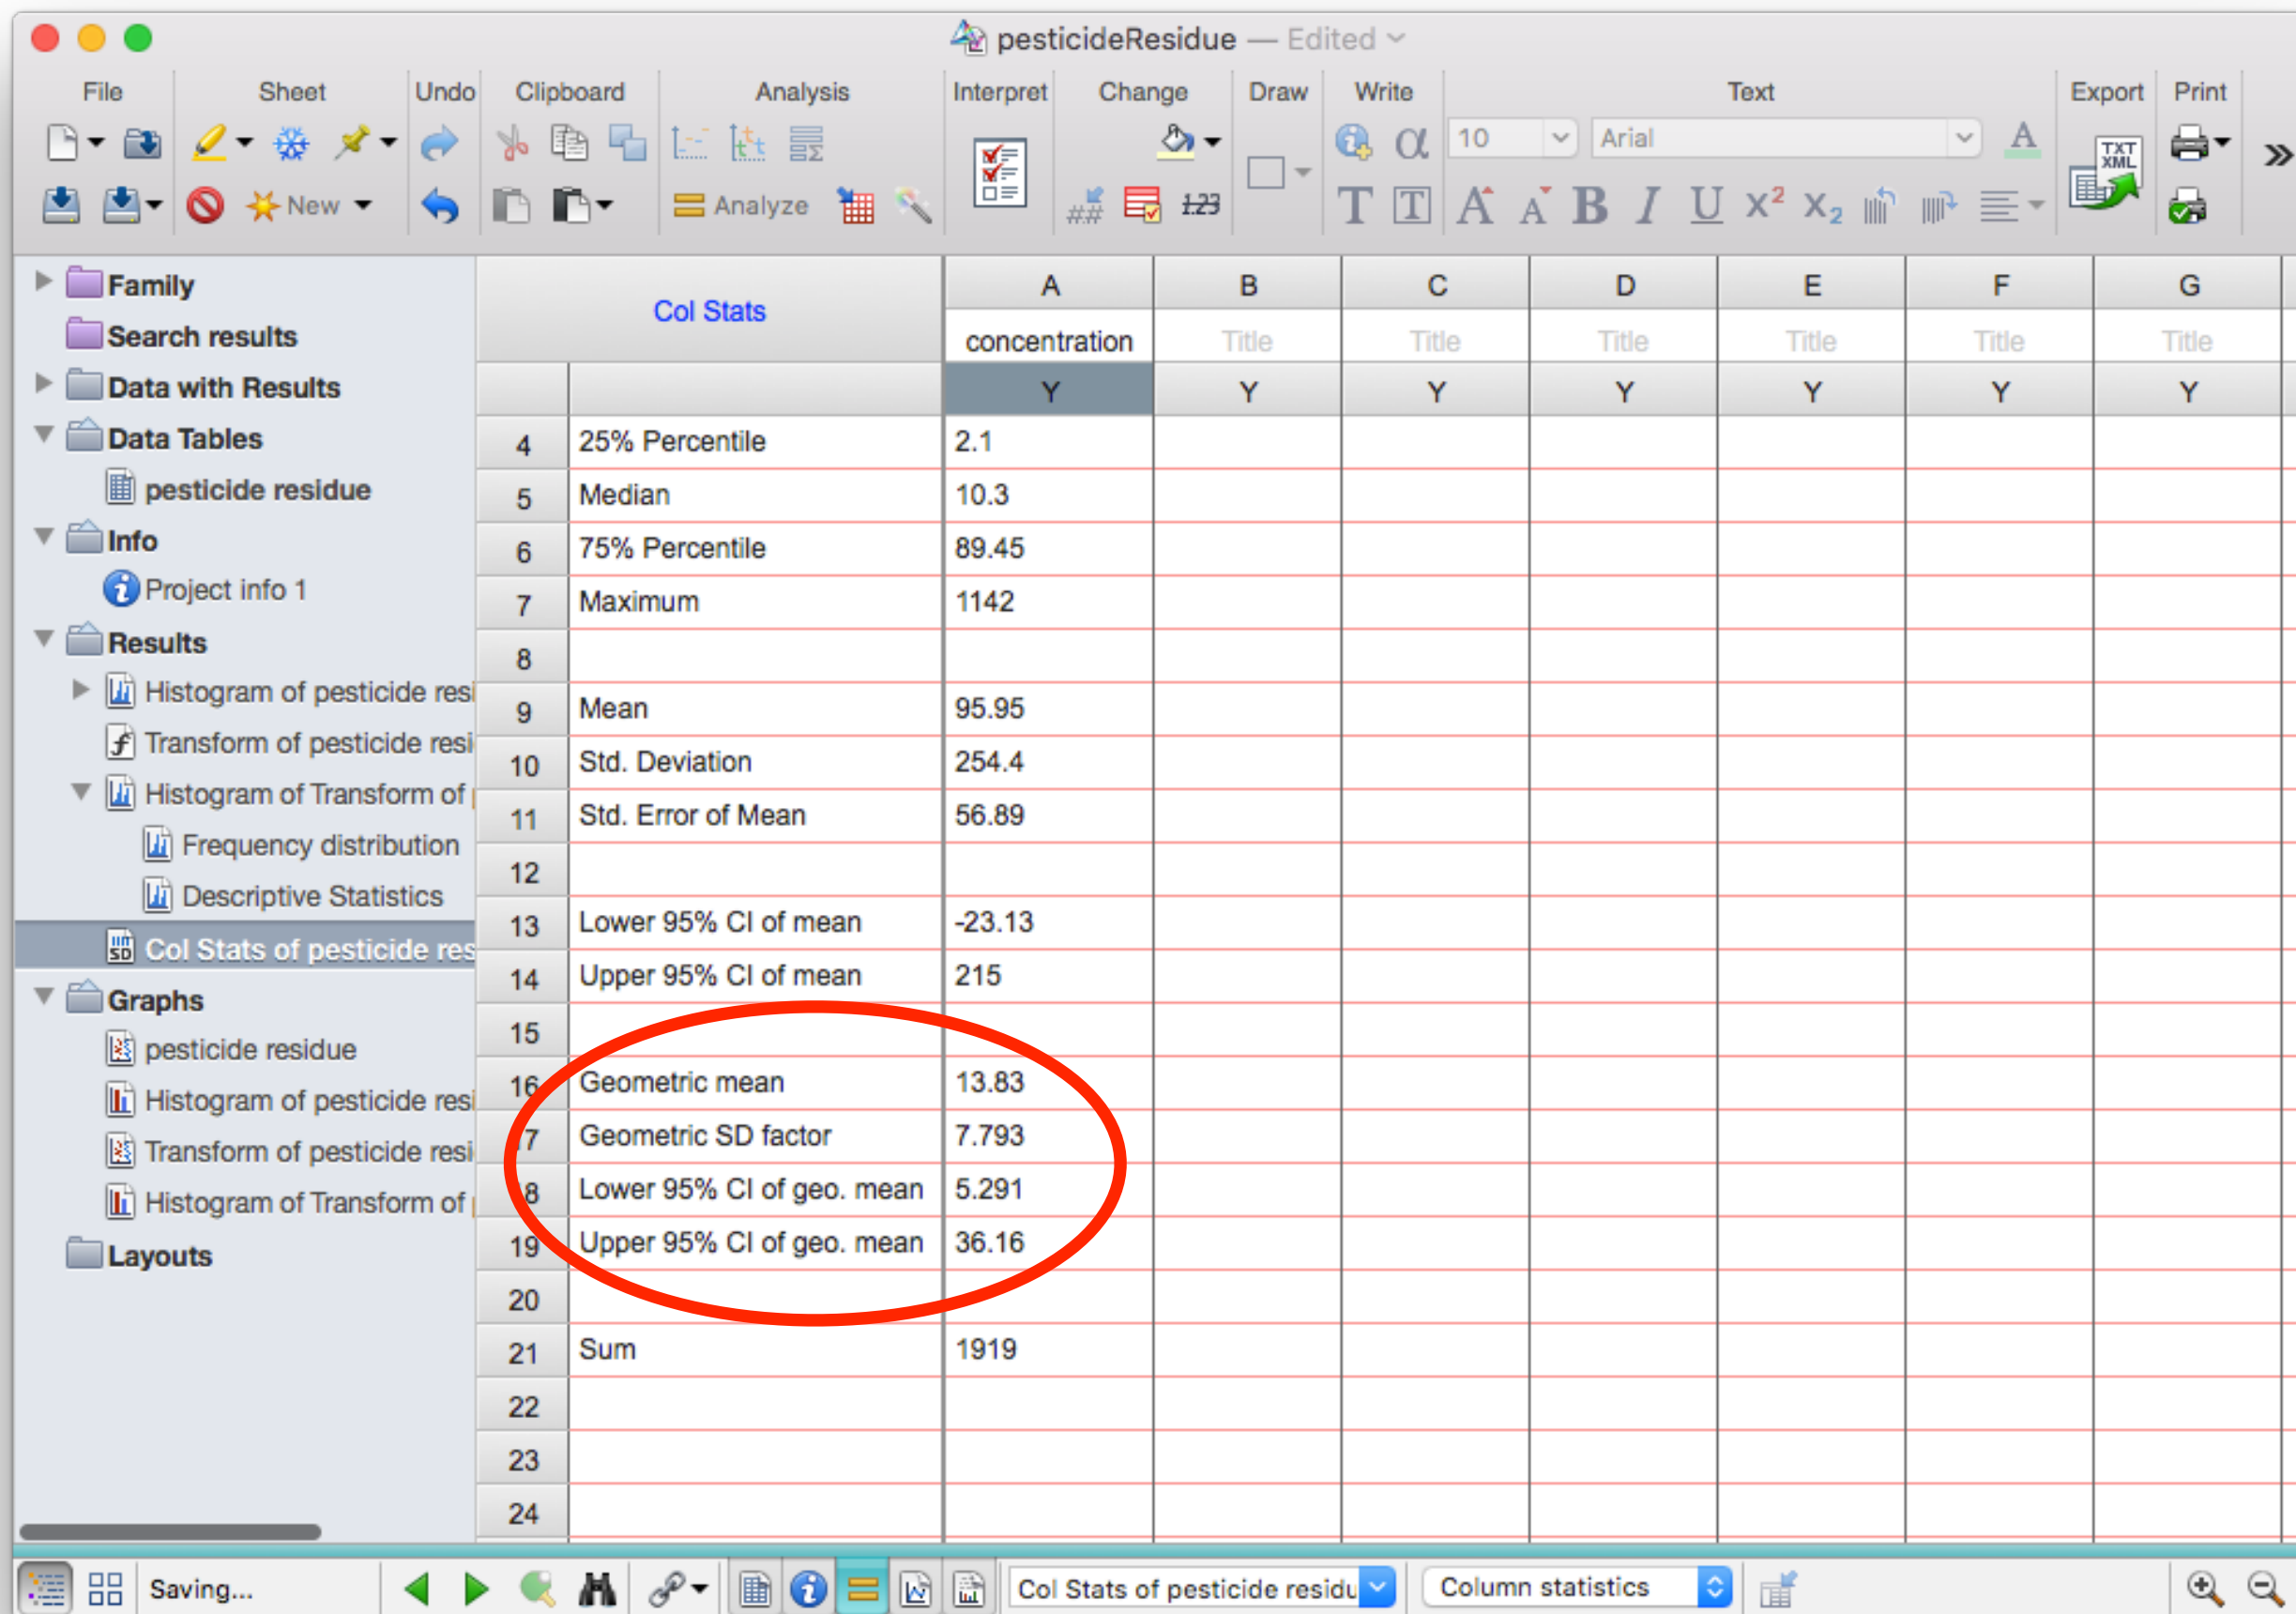 pesticideResidue — Edited
File Sheet Undo Clipboard Analysis Interpret Change Draw Write Text Export Print
10 Arial TXT XML
New Analyze
Family
Search results
Data with Results
Data Tables
pesticide residue
Info
Project info 1
Results
Histogram of pesticide resi
Transform of pesticide resi
Histogram of Transform of
Frequency distribution
Descriptive Statistics
Col Stats of pesticide res
Graphs
pesticide residue
Histogram of pesticide resi
Transform of pesticide resi
Histogram of Transform of
Layouts
Col Stats A B C D E F G
concentration Title Title Title Title Title Title
Y Y Y Y Y Y Y
4 25% Percentile 2.1
5 Median 10.3
6 75% Percentile 89.45
7 Maximum 1142
8
9 Mean 95.95
10 Std. Deviation 254.4
11 Std. Error of Mean 56.89
12
13 Lower 95% CI of mean -23.13
14 Upper 95% CI of mean 215
15
16 Geometric mean 13.83
17 Geometric SD factor 7.793
18 Lower 95% CI of geo. mean 5.291
19 Upper 95% CI of geo. mean 36.16
20
21 Sum 1919
22
23
24
Saving... Col Stats of pesticide residu Column statistics